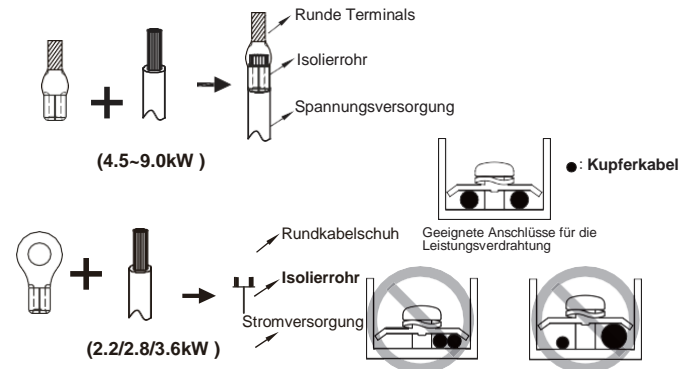 Runde Terminals
Isolierrohr
Spannungsversorgung
(4.5~9.0kW )
: Kupferkabel
Geeignete Anschlüsse für die
Leistungsverdrahtung
Rundkabelschuh
Isolierrohr
Stromversorgung
(2.2/2.8/3.6kW )